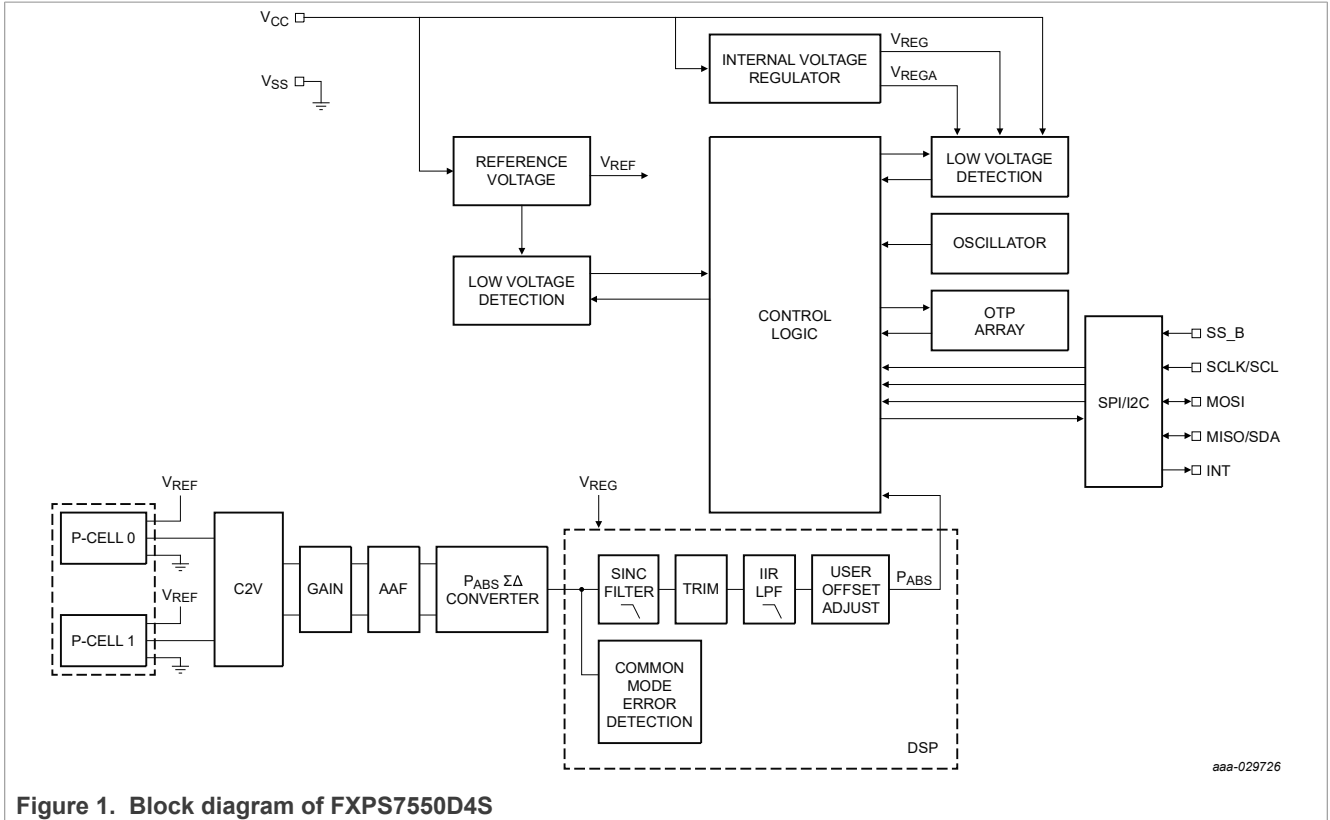 VCC
VSS
INTERNAL VOLTAGE
REGULATOR
VREG
VREGA
REFERENCE
VOLTAGE
VREF
LOW VOLTAGE
DETECTION
CONTROL
LOGIC
LOW VOLTAGE
DETECTION
OSCILLATOR
OTP
ARRAY
SPI/I2C
SS_B
SCLK/SCL
MOSI
MISO/SDA
INT
VREF
P-CELL 0
VREF
P-CELL 1
C2V
GAIN
AAF
PABS ΣΔ
CONVERTER
VREG
SINC
FILTER
TRIM
IIR
LPF
USER
OFFSET
ADJUST
PABS
COMMON
MODE
ERROR
DETECTION
DSP
aaa-029726
Figure 1. Block diagram of FXPS7550D4S